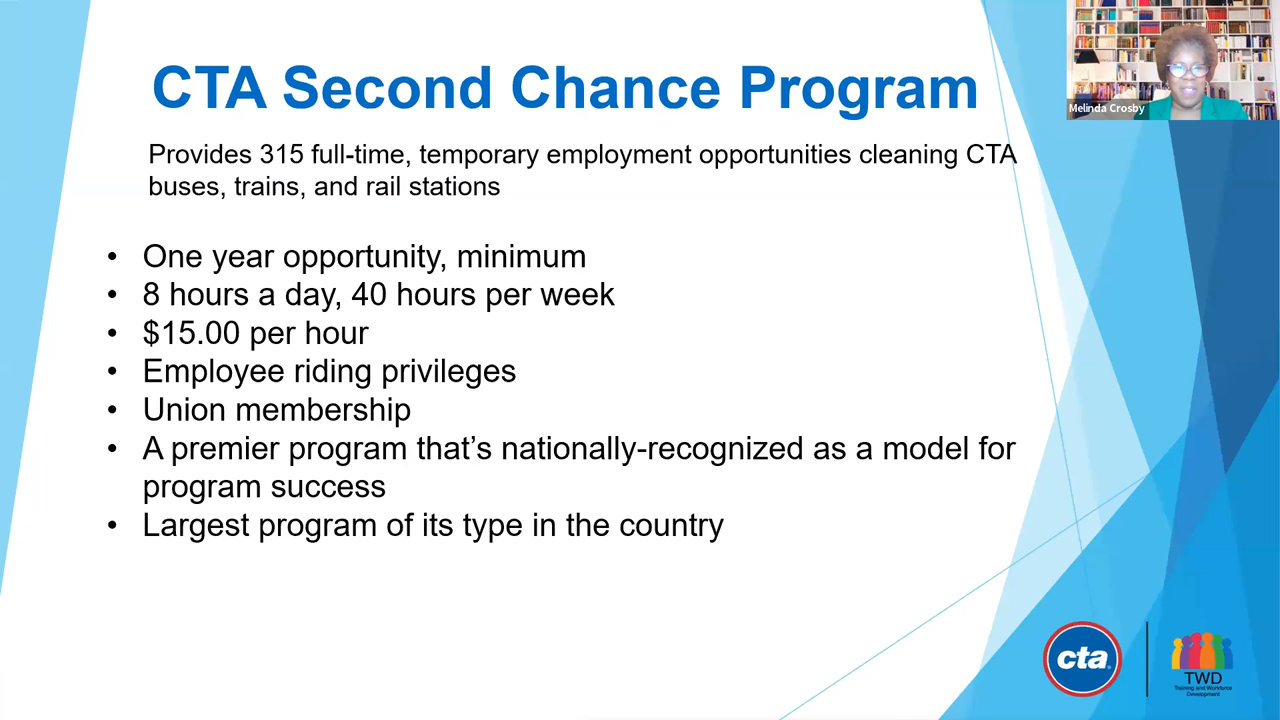 CTA Second Chance Program
Melinda Crosby
Provides 315 full-time, temporary employment opportunities cleaning CTA
buses, trains, and rail stations
• One year opportunity, minimum
• 8 hours a day, 40 hours per week
• $15.00 per hour
• Employee riding privileges
• Union membership
• A premier program that’s nationally-recognized as a model for
program success
• Largest program of its type in the country
cta
TWD
Training and Workforce
Development